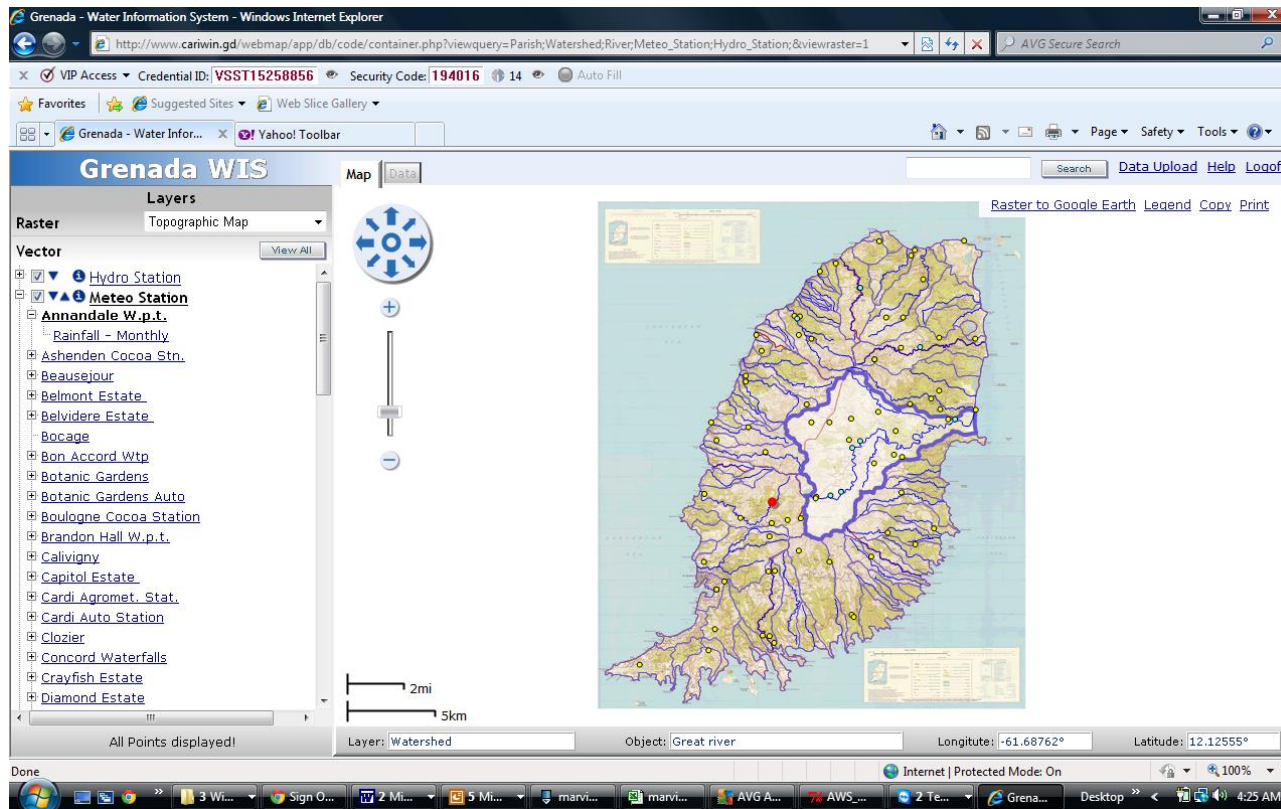 Grenada - Water Information System - Windows Internet Explorer
http://www.cariwin.gd/webmap/app/db/code/container.php?viewquery=Parish;Watershed;River;Meteo_Station;Hydro_Station;&viewraster=1
AVG Secure Search
X VIP Access Credential ID: VSST15258856 Security Code: 194016 14 Auto Fill
Favorites Suggested Sites Web Slice Gallery
Grenada - Water Infor... X Yahoo! Toolbar Page Safety Tools
Grenada WIS Map Data Search Data Upload Help Logof
Layers
Raster to Google Earth Legend Copy Print
Raster Topographic Map
Vector View All
Hydro Station
Meteo Station
Annandale W.p.t.
Rainfall - Monthly
Ashenden Cocoa Stn.
Beausejour
Belmont Estate
Belvidere Estate
Bocage
Bon Accord Wtp
Botanic Gardens
Botanic Gardens Auto
Boulogne Cocoa Station
Brandon Hall W.p.t.
Calivigny
Capitol Estate
Cardi Agromet. Stat.
Cardi Auto Station
Clozier
Concord Waterfalls
Crayfish Estate
Diamond Estate
2mi
5km
All Points displayed! Layer: Watershed Object: Great river Longitute: -61.68762° Latitude: 12.12555°
Done Internet | Protected Mode: On 100%
3 Wi... Sign O... 2 Mi... 5 Mi... marvi... marvi... AVG A... AWS_... 2 Te... Grena... Desktop 4:25 AM